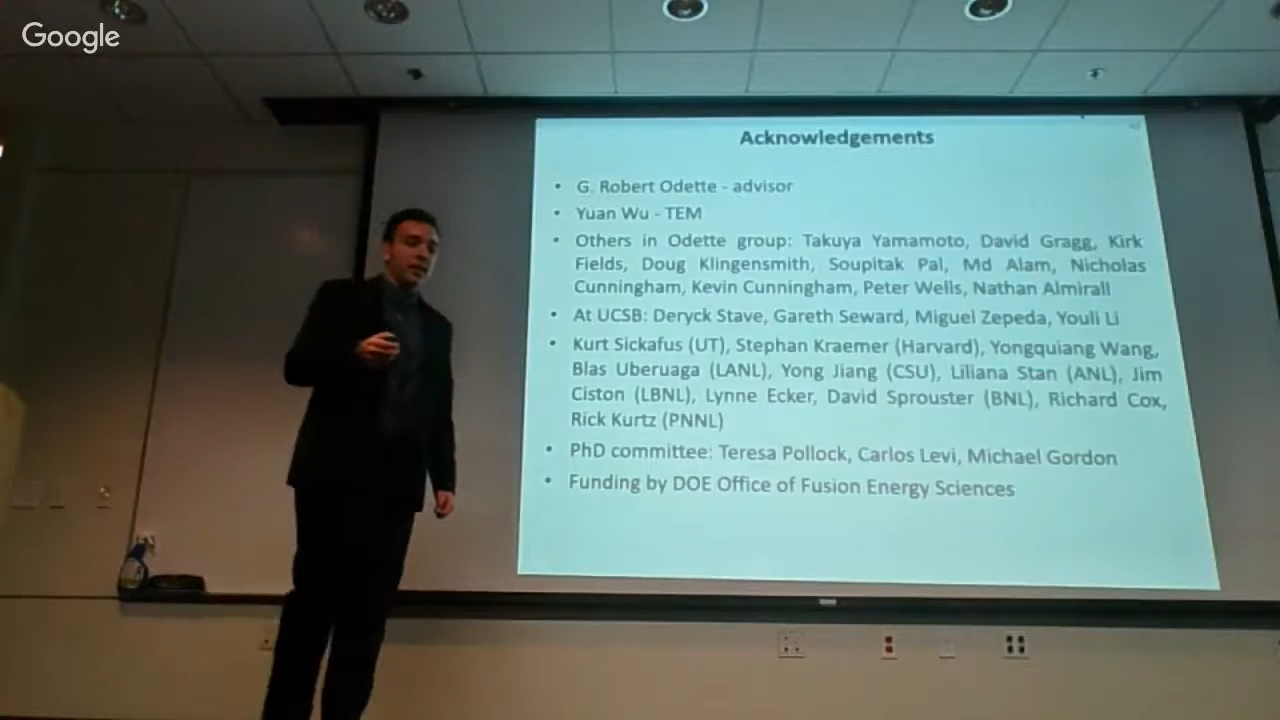 Google
Acknowledgements
• G. Robert Odette - advisor
• Yuan Wu - TEM
• Others in Odette group: Takuya Yamamoto, David Gragg, Kirk
Fields, Doug Klingensmith, Soupitak Pal, Md Alam, Nicholas
Cunningham, Kevin Cunningham, Peter Wells, Nathan Almirall
• At UCSB: Deryck Stave, Gareth Seward, Miguel Zepeda, Youli Li
• Kurt Sickafus (UT), Stephan Kraemer (Harvard), Yongquiang Wang,
Blas Uberuaga (LANL), Yong Jiang (CSU), Liliana Stan (ANL), Jim
Ciston (LBNL), Lynne Ecker, David Sprouster (BNL), Richard Cox,
Rick Kurtz (PNNL)
• PhD committee: Teresa Pollock, Carlos Levi, Michael Gordon
• Funding by DOE Office of Fusion Energy Sciences